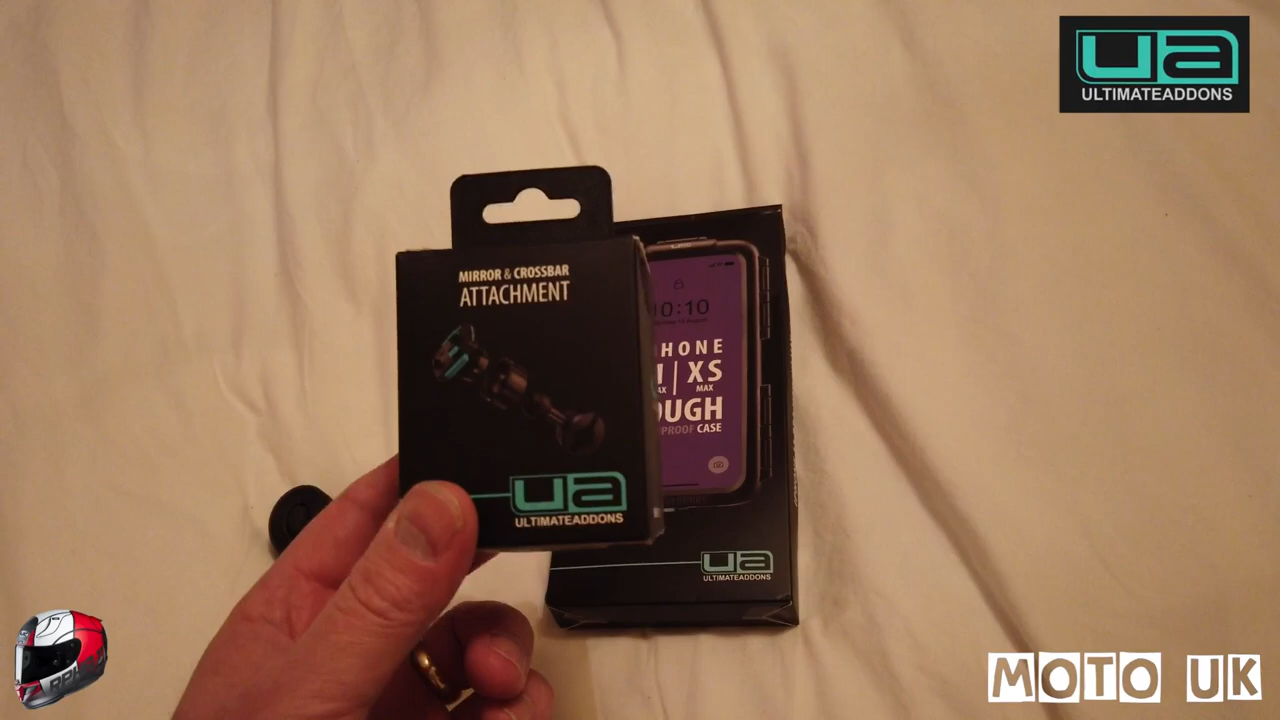 ua
ULTIMATEADDONS
MIRROR & CROSSBAR
ATTACHMENT
ua
ULTIMATEADDONS
10:10
HONE
XS
MAX
OUGH
PROOF CASE
ua
ULTIMATEADDONS
MOTO UK